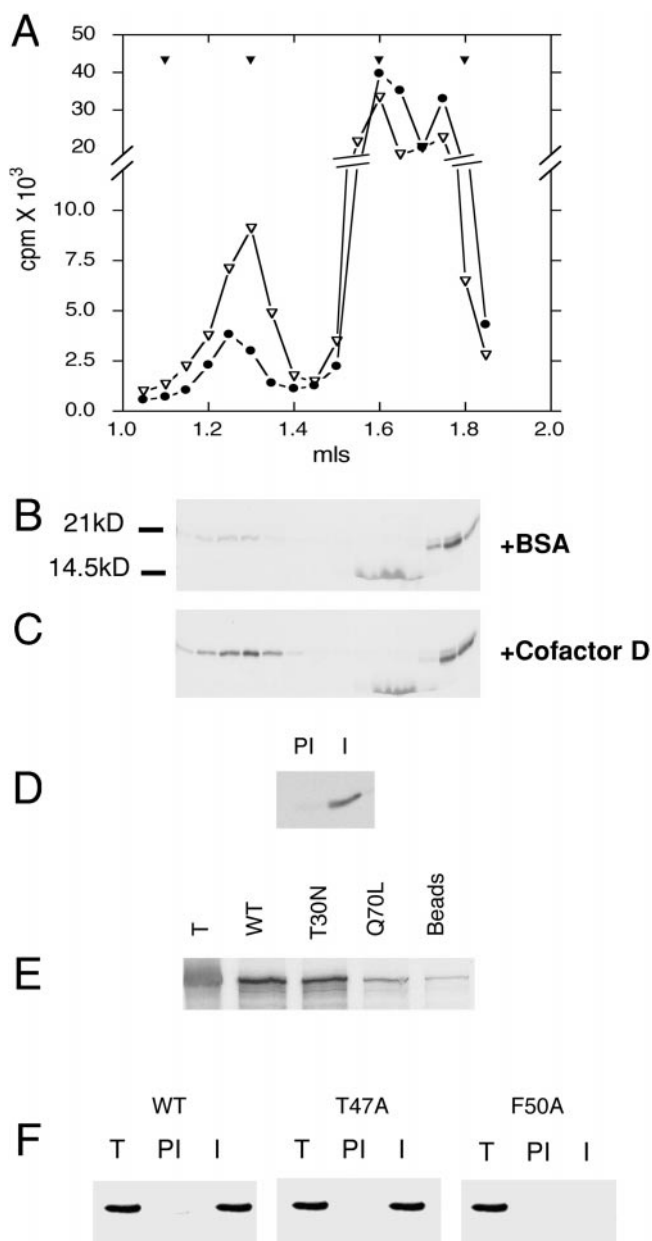 A
50
40
30
20
10.0
7.5
5.0
2.5
0.0
cpm X 10³
1.0 1.2 1.4 1.6 1.8 2.0
mls
B
21kD
14.5kD
+BSA
C
+Cofactor D
D
PI I
E
T WT T30N Q70L Beads
F
WT T47A F50A
T PI I T PI I T PI I